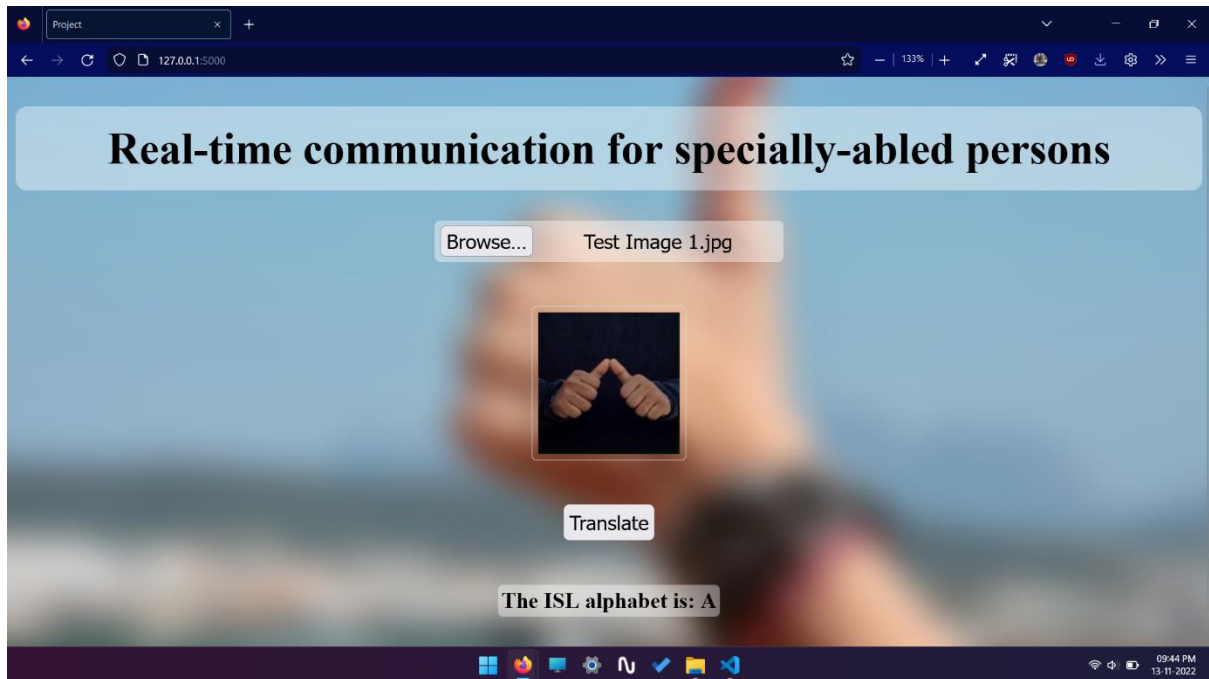 Project
127.0.0.1:5000
133%
Real-time communication for specially-abled persons
Browse... Test Image 1.jpg
Translate
The ISL alphabet is: A
09:44 PM
13-11-2022